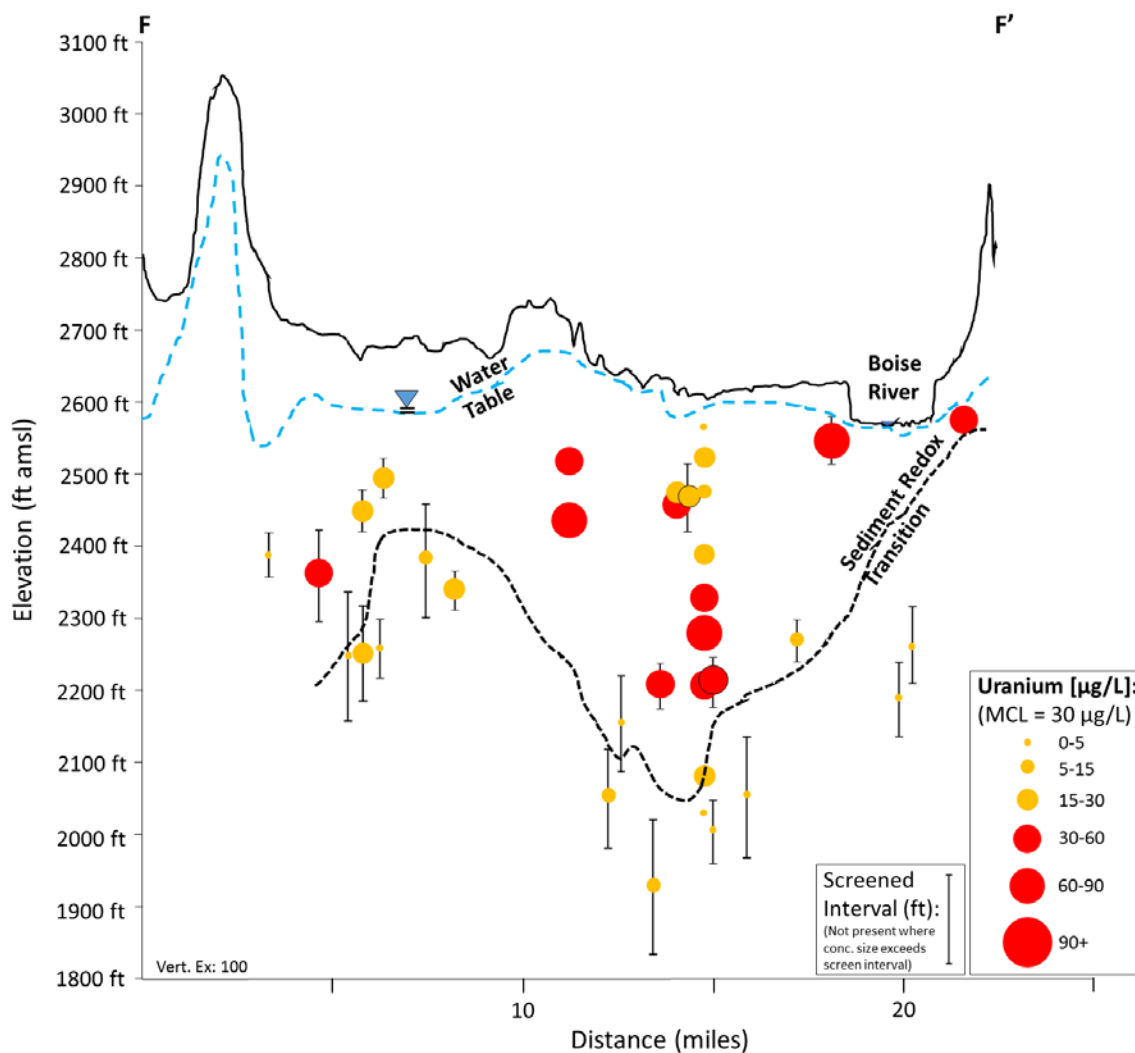 F
F’
3100 ft
3000 ft
2900 ft
2800 ft
2700 ft
2600 ft
2500 ft
2400 ft
2300 ft
2200 ft
2100 ft
2000 ft
1900 ft
1800 ft
Elevation (ft amsl)
Water
Table
Boise
River
Sediment Redox
Transition
Screened
Interval (ft):
(Not present where
conc. size exceeds
screen interval)
Uranium [µg/L]:
(MCL = 30 µg/L)
0-5
5-15
15-30
30-60
60-90
90+
Vert. Ex: 100
10
20
Distance (miles)